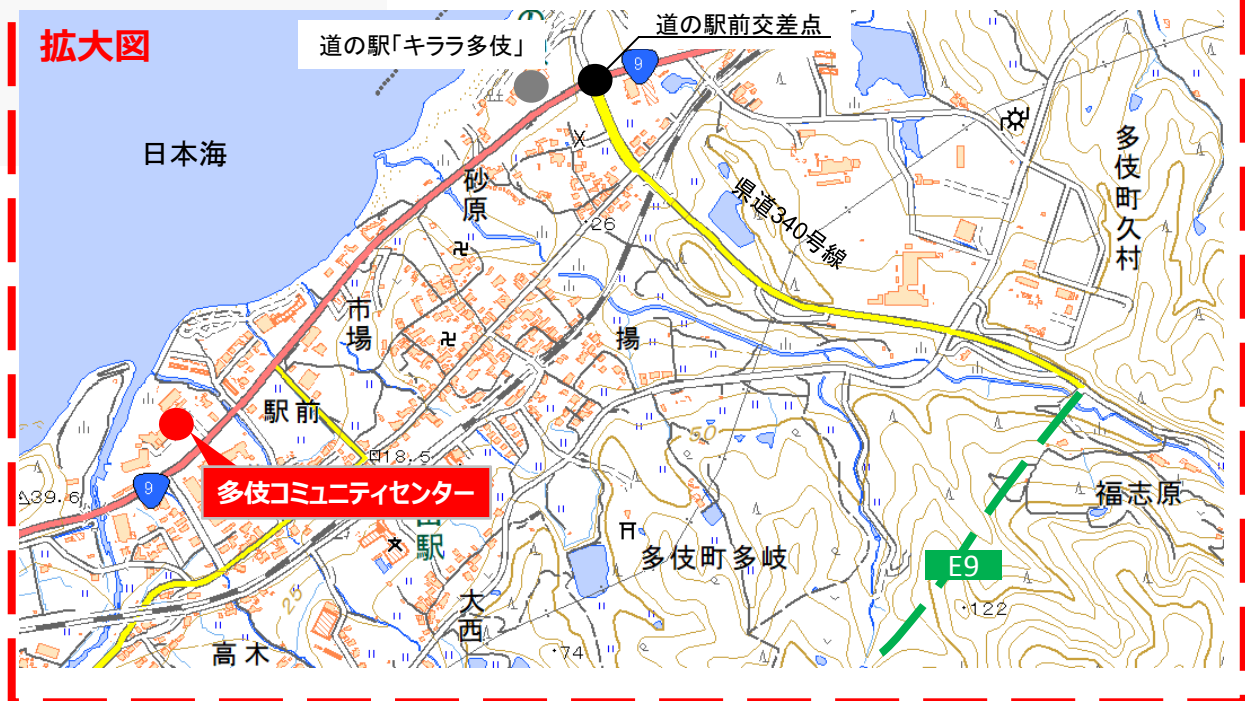 拡大図
道の駅「キララ多伎」
道の駅前交差点
9
日本海
砂原
26
県道340号線
多伎町久村
市場
揚
駅前
50
18.5
多伎コミュニティセンター
9
39.6
駅
福志原
多伎町多岐
E9
大西
28
122
高木
74